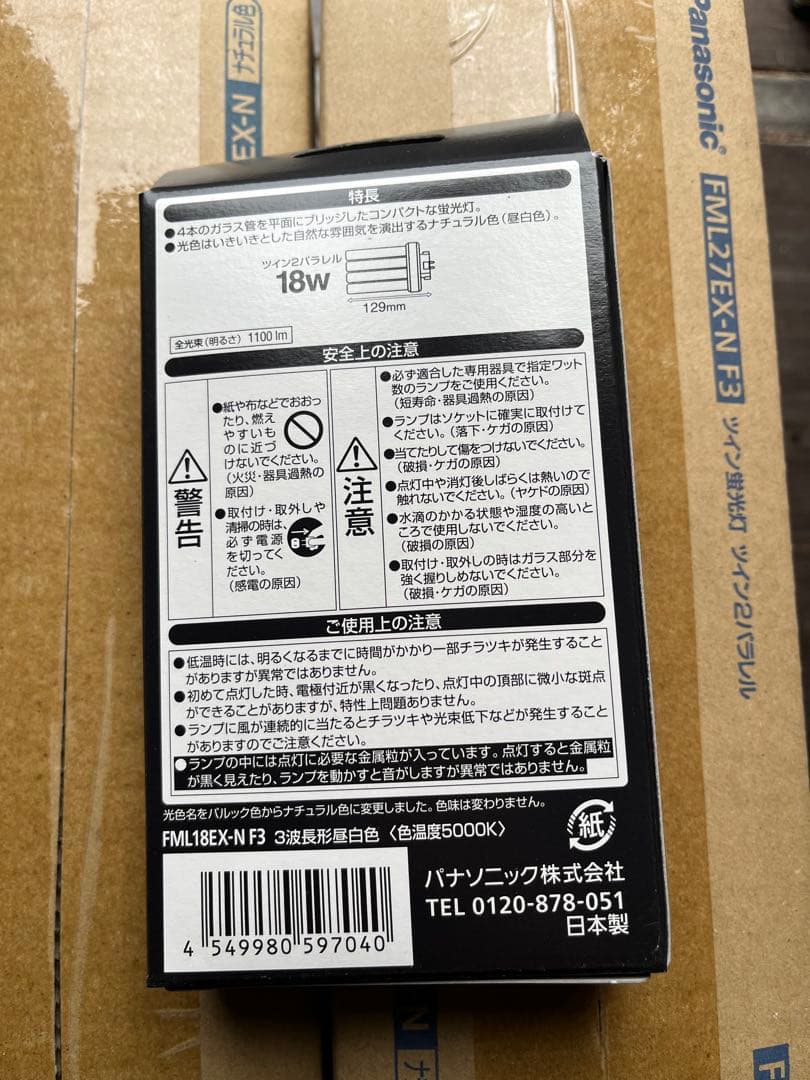 EX-N ナチュラル色
Panasonic FML27EX-N F3 ツイン蛍光灯 ツイン2パラレル
特長
●4本のガラス管を平面にブリッジしたコンパクトな蛍光灯。
●光色はいきいきとした自然な雰囲気を演出するナチュラル色(昼白色)。
ツイン2パラレル
18W
129mm
全光束(明るさ) 1100 lm
安全上の注意
警告
●紙や布などでおおっ
たり、燃え
やすいも
のに近づ
けないでください。
(火災・器具過熱の
原因)
●取付け・取外しや
清掃の時は、
必ず電源
を切ってく
ださい。
(感電の原因)
注意
●必ず適合した専用器具で指定ワット
数のランプをご使用ください。
(短寿命・器具過熱の原因)
●ランプはソケットに確実に取付けて
ください。(落下・ケガの原因)
●当てたりして傷をつけないでください。
(破損・ケガの原因)
●点灯中や消灯後しばらくは熱いので
触れないでください。(ヤケドの原因)
●水滴のかかる状態や湿度の高いと
ころで使用しないでください。
(破損の原因)
●取付け・取外しの時はガラス部分を
強く握りしめないでください。
(破損・ケガの原因)
ご使用上の注意
●低温時には、明るくなるまでに時間がかかり一部チラツキが発生すること
がありますが異常ではありません。
●初めて点灯した時、電極付近が黒くなったり、点灯中の頂部に微小な斑点
ができることがありますが、特性上問題ありません。
●ランプに風が連続的に当たるとチラツキや光束低下などが発生すること
がありますのでご注意ください。
●ランプの中には点灯に必要な金属粒が入っています。点灯すると金属粒
が黒く見えたり、ランプを動かすと音がしますが異常ではありません。
光色名をパルック色からナチュラル色に変更しました。色味は変わりません。
FML18EX-N F3 3波長形昼白色 〈色温度5000K〉
紙
4 549980 597040
パナソニック株式会社
TEL 0120-878-051
日本製
EX-N ナ
F